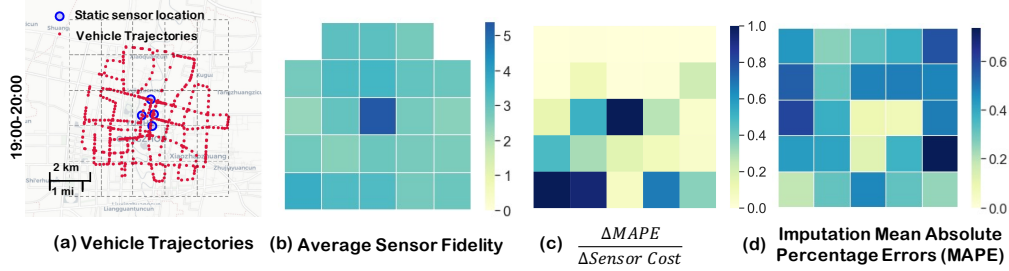 Static sensor location
Vehicle Trajectories
19:00-20:00
2 km
1 mi
Xianzhashuang
Liangguantuncun
(a) Vehicle Trajectories
5
4
3
2
1
0
(b) Average Sensor Fidelity
1.0
0.8
0.6
0.4
0.2
0.0
(c) ΔMAPE
ΔSensor Cost
0.6
0.4
0.2
0.0
(d) Imputation Mean Absolute
Percentage Errors (MAPE)